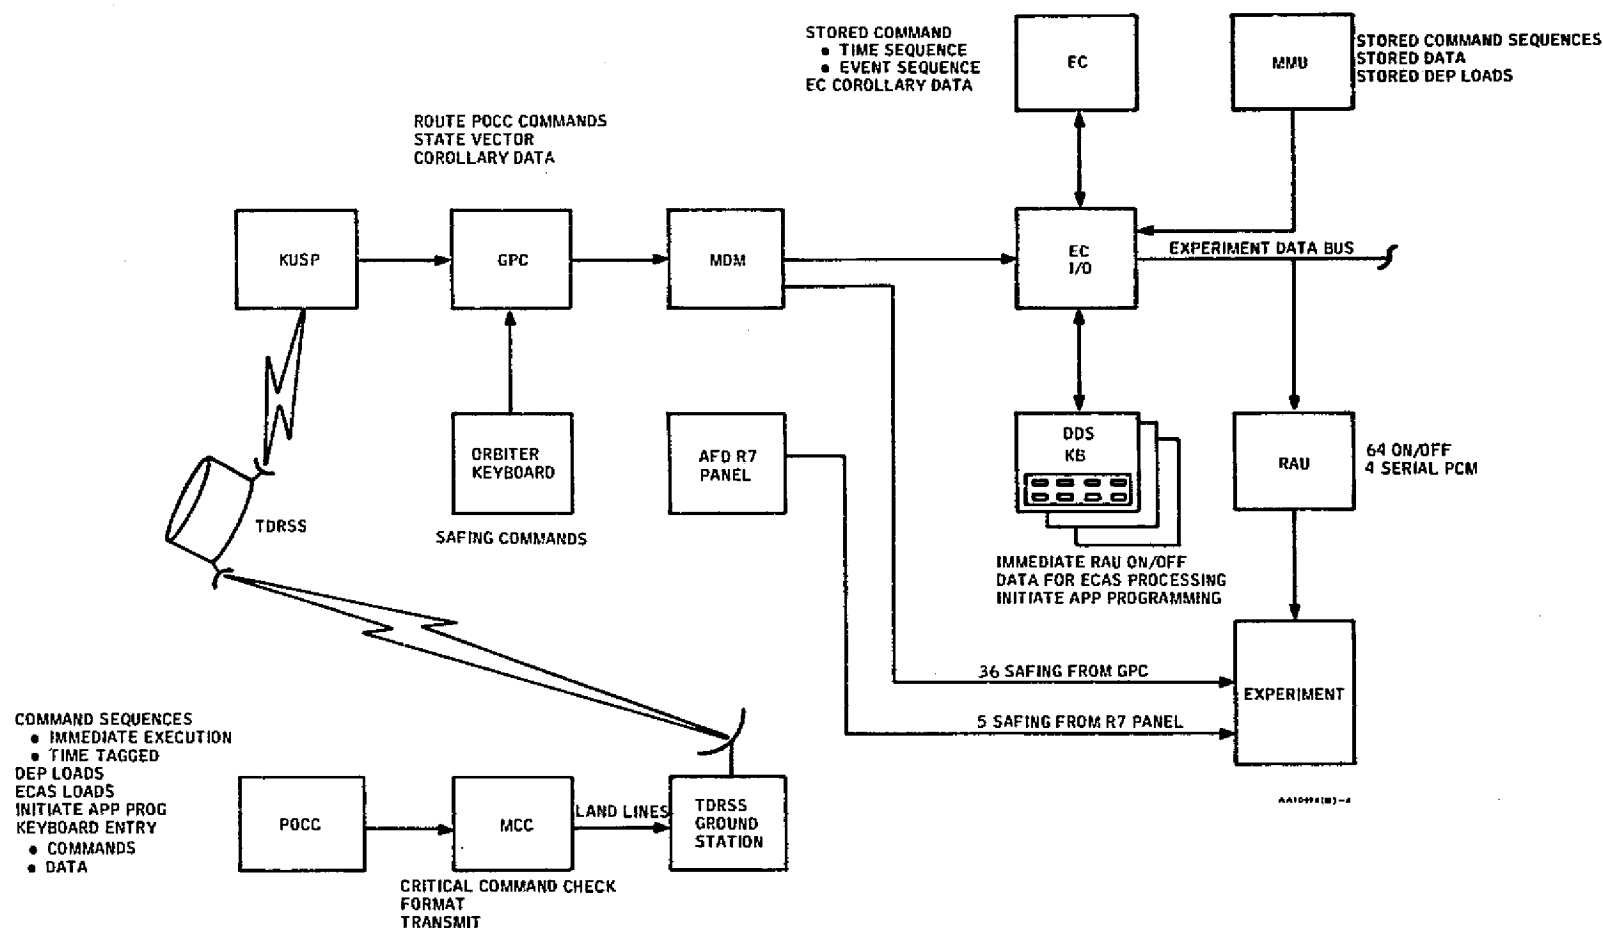 STORED COMMAND
• TIME SEQUENCE
• EVENT SEQUENCE
EC COROLLARY DATA
EC
MMU
STORED COMMAND SEQUENCES
STORED DATA
STORED DEP LOADS
ROUTE POCC COMMANDS
STATE VECTOR
COROLLARY DATA
KUSP
GPC
MDM
EC
I/O
EXPERIMENT DATA BUS
ORBITER
KEYBOARD
SAFING COMMANDS
AFD R7
PANEL
DDS
KB
IMMEDIATE RAU ON/OFF
DATA FOR ECAS PROCESSING
INITIATE APP PROGRAMMING
RAU
64 ON/OFF
4 SERIAL PCM
TDRSS
36 SAFING FROM GPC
5 SAFING FROM R7 PANEL
EXPERIMENT
COMMAND SEQUENCES
• IMMEDIATE EXECUTION
• TIME TAGGED
DEP LOADS
ECAS LOADS
INITIATE APP PROG
KEYBOARD ENTRY
• COMMANDS
• DATA
POCC
MCC
LAND LINES
TDRSS
GROUND
STATION
CRITICAL COMMAND CHECK
FORMAT
TRANSMIT